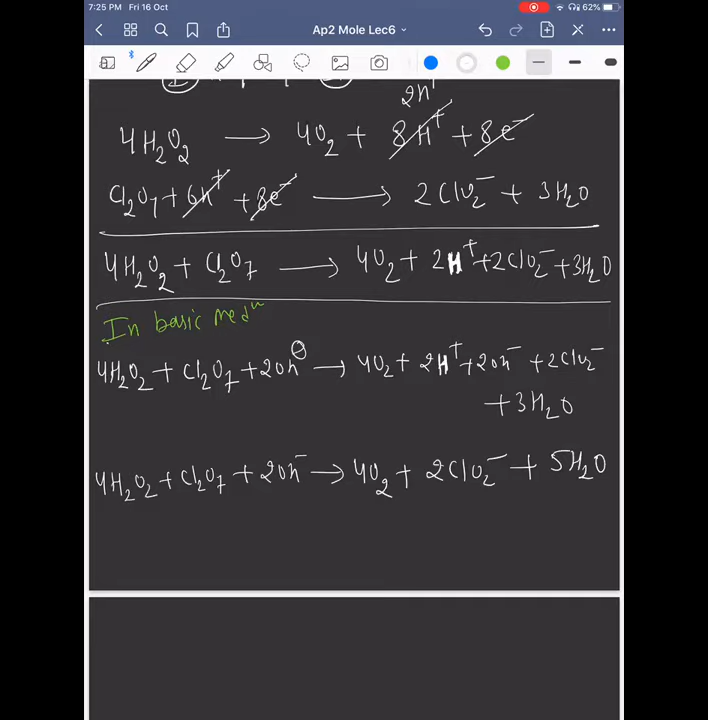 7:25 PM Fri 16 Oct 62%
Ap2 Mole Lec6
2H⁺
4H₂O₂ → 4O₂ + 8H⁺ + 8e⁻
Cl₂O₇ + 6H⁺ + 8e⁻ → 2ClO₂⁻ + 3H₂O
4H₂O₂ + Cl₂O₇ → 4O₂ + 2H⁺ + 2ClO₂⁻ + 3H₂O
In basic medⁿ
4H₂O₂ + Cl₂O₇ + 2OH⊖ → 4O₂ + 2H⁺ + 2OH⁻ + 2ClO₂⁻
+ 3H₂O
4H₂O₂ + Cl₂O₇ + 2OH⁻ → 4O₂ + 2ClO₂⁻ + 5H₂O